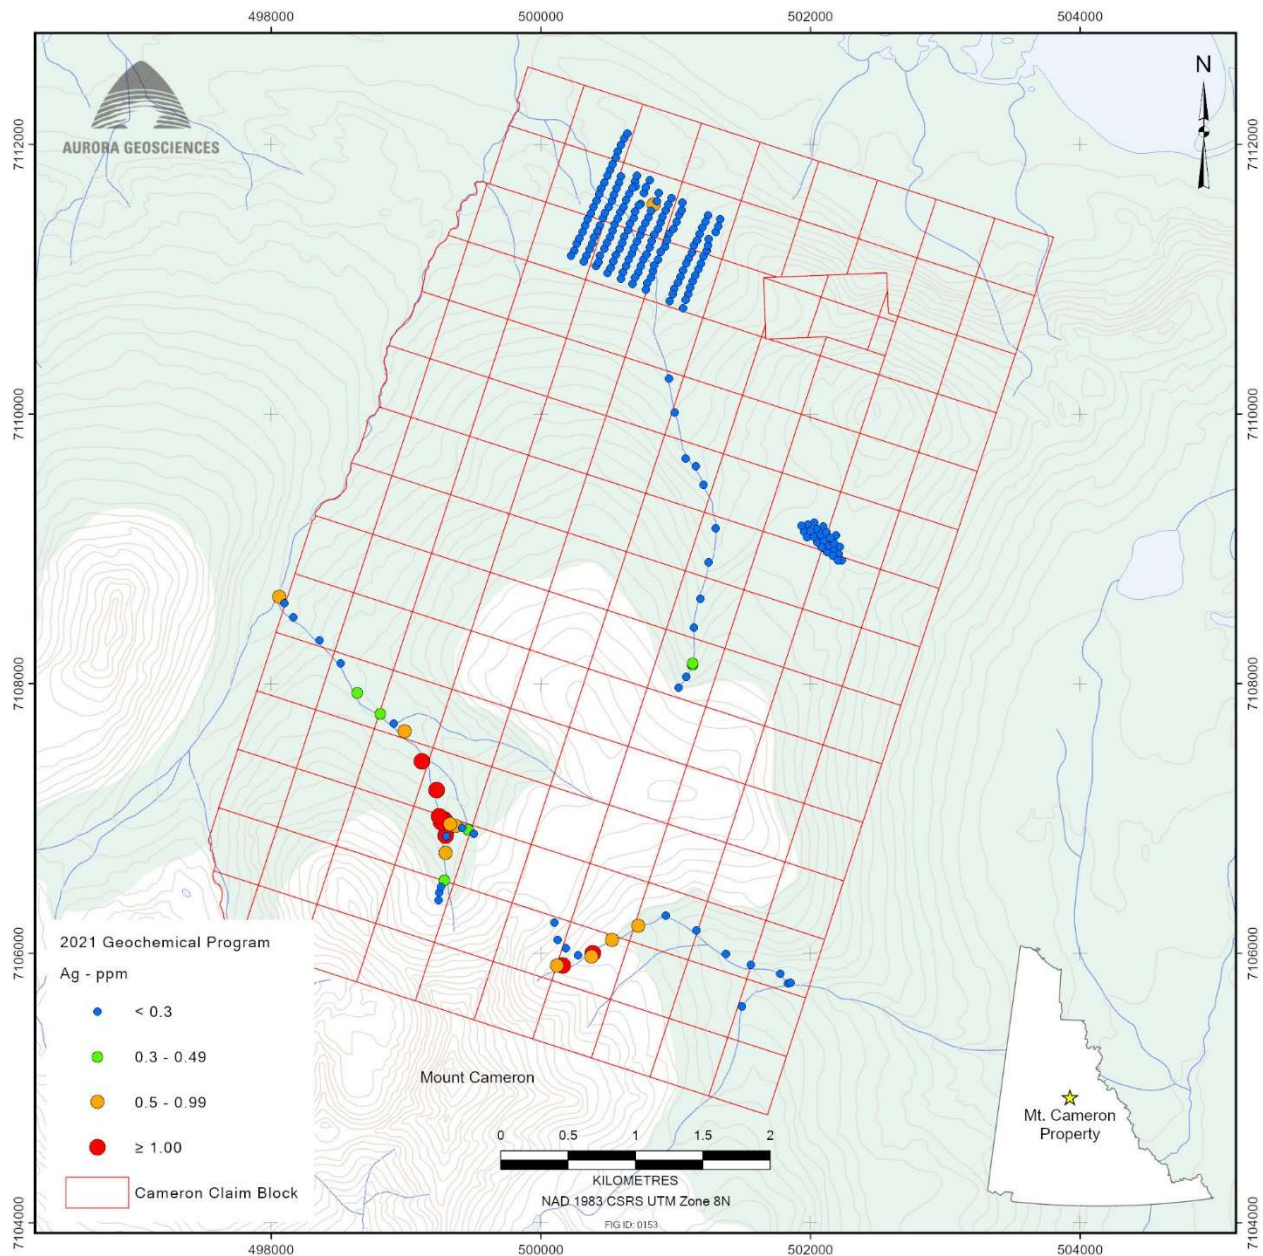 498000 500000 502000 504000
N
AURORA GEOSCIENCES
7112000 7112000
7110000 7110000
7108000 7108000
7106000 7106000
7104000 7104000
2021 Geochemical Program
Ag - ppm
< 0.3
0.3 - 0.49
0.5 - 0.99
≥ 1.00
Cameron Claim Block
Mount Cameron
0 0.5 1 1.5 2
KILOMETRES
NAD 1983 CSRS UTM Zone 8N
FIG ID: 0153
Mt. Cameron
Property
498000 500000 502000 504000